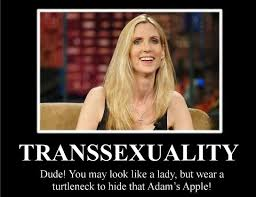 TRANSSEXUALITY
Dude! You may look like a lady, but wear a
turtleneck to hide that Adam's Apple!